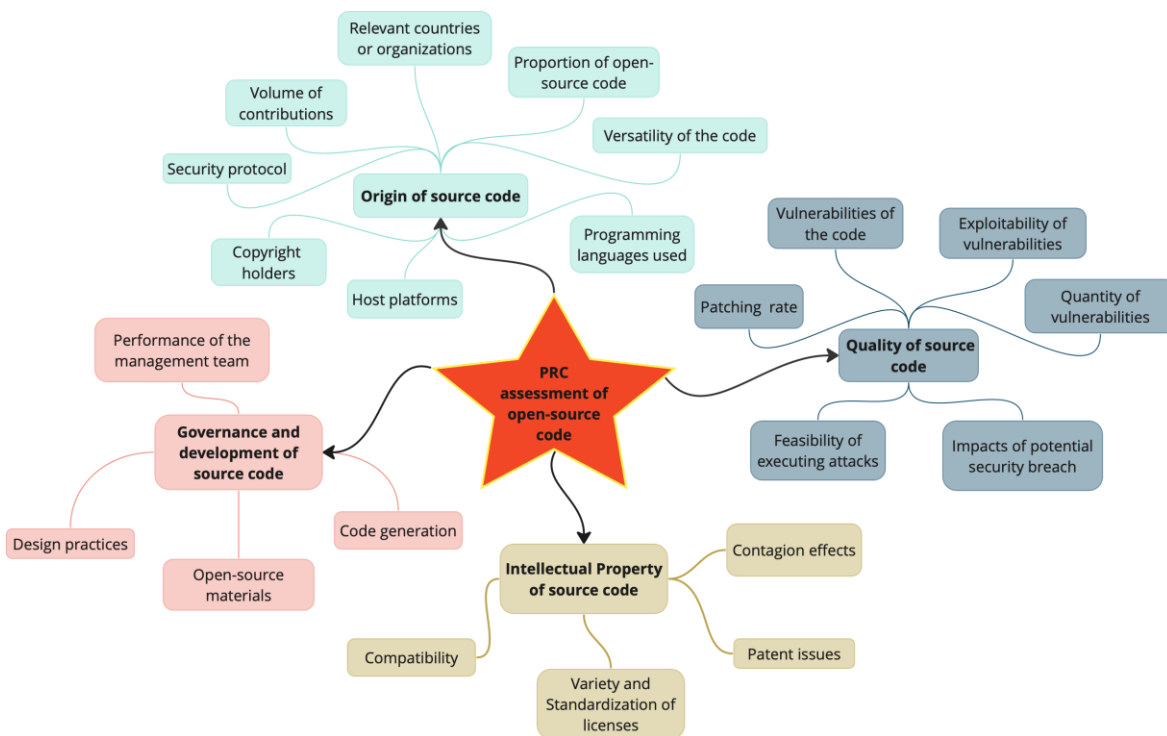 Relevant countries
or organizations
Proportion of open-
source code
Volume of
contributions
Versatility of the code
Security protocol
Origin of source code
Copyright
holders
Host platforms
Programming
languages used
Vulnerabilities of
the code
Exploitability of
vulnerabilities
Patching rate
Quantity of
vulnerabilities
Quality of source
code
Feasibility of
executing attacks
Impacts of potential
security breach
PRC
assessment of
open-source
code
Performance of the
management team
Governance and
development of
source code
Design practices
Open-source
materials
Code generation
Intellectual Property
of source code
Contagion effects
Compatibility
Variety and
Standardization of
licenses
Patent issues